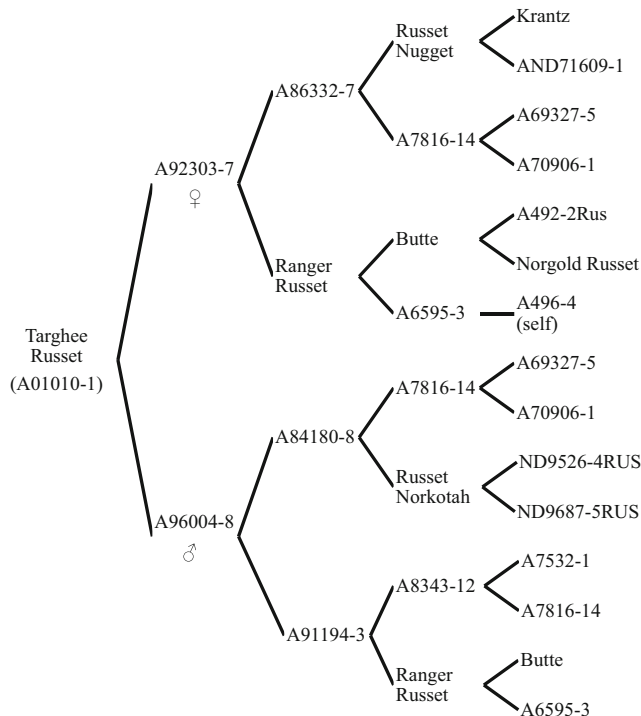 Krantz
Russet
Nugget
AND71609-1
A86332-7
A69327-5
A7816-14
A70906-1
A92303-7
♀
A492-2Rus
Butte
Norgold Russet
Ranger
Russet
A6595-3
A496-4
(self)
Targhee
Russet
(A01010-1)
A69327-5
A7816-14
A70906-1
A84180-8
ND9526-4RUS
Russet
Norkotah
ND9687-5RUS
A96004-8
♂
A7532-1
A8343-12
A7816-14
A91194-3
Butte
Ranger
Russet
A6595-3